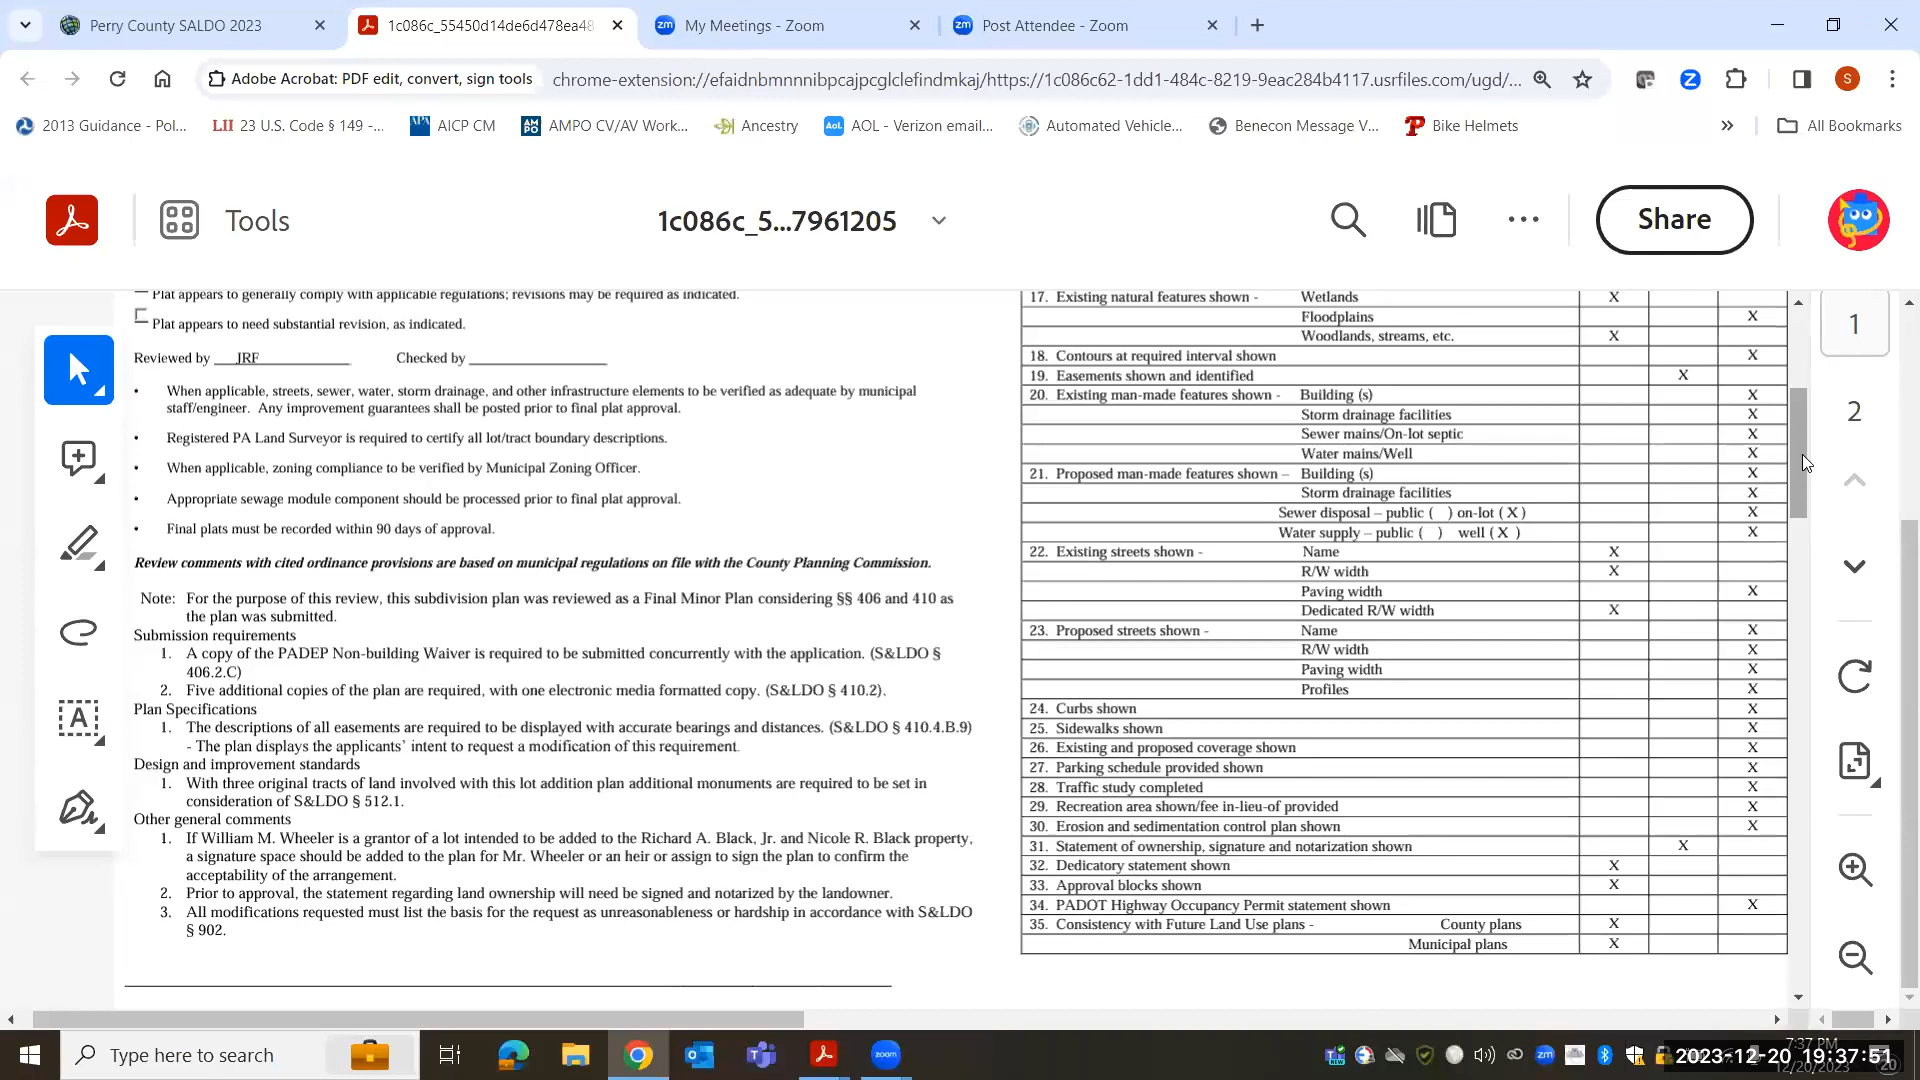 Perry County SALDO 2023
1c086c_55450d14de6d478ea48
My Meetings - Zoom
Post Attendee - Zoom
Adobe Acrobat: PDF edit, convert, sign tools
chrome-extension://efaidnbmnnnibpcajpcglclefindmkaj/https://1c086c62-1dd1-484c-8219-9eac284b4117.usrfiles.com/ugd/...
S
2013 Guidance - Pol...
LII 23 U.S. Code § 149 -...
AICP CM
AMPO CV/AV Work...
Ancestry
AOL - Verizon email...
Automated Vehicle...
Benecon Message V...
Bike Helmets
All Bookmarks
Tools
1c086c_5...7961205
Share
Plat appears to generally comply with applicable regulations; revisions may be required as indicated.
Plat appears to need substantial revision, as indicated.
Reviewed by JRF Checked by
• When applicable, streets, sewer, water, storm drainage, and other infrastructure elements to be verified as adequate by municipal
staff/engineer. Any improvement guarantees shall be posted prior to final plat approval.
• Registered PA Land Surveyor is required to certify all lot/tract boundary descriptions.
• When applicable, zoning compliance to be verified by Municipal Zoning Officer.
• Appropriate sewage module component should be processed prior to final plat approval.
• Final plats must be recorded within 90 days of approval.
Review comments with cited ordinance provisions are based on municipal regulations on file with the County Planning Commission.
Note: For the purpose of this review, this subdivision plan was reviewed as a Final Minor Plan considering §§ 406 and 410 as
the plan was submitted.
Submission requirements
1. A copy of the PADEP Non-building Waiver is required to be submitted concurrently with the application. (S&LDO §
406.2.C)
2. Five additional copies of the plan are required, with one electronic media formatted copy. (S&LDO § 410.2).
Plan Specifications
1. The descriptions of all easements are required to be displayed with accurate bearings and distances. (S&LDO § 410.4.B.9)
- The plan displays the applicants' intent to request a modification of this requirement.
Design and improvement standards
1. With three original tracts of land involved with this lot addition plan additional monuments are required to be set in
consideration of S&LDO § 512.1.
Other general comments
1. If William M. Wheeler is a grantor of a lot intended to be added to the Richard A. Black, Jr. and Nicole R. Black property,
a signature space should be added to the plan for Mr. Wheeler or an heir or assign to sign the plan to confirm the
acceptability of the arrangement.
2. Prior to approval, the statement regarding land ownership will need be signed and notarized by the landowner.
3. All modifications requested must list the basis for the request as unreasonableness or hardship in accordance with S&LDO
§ 902.
17. Existing natural features shown - Wetlands X
Floodplains X
Woodlands, streams, etc. X
18. Contours at required interval shown X
19. Easements shown and identified X
20. Existing man-made features shown - Building (s) X
Storm drainage facilities X
Sewer mains/On-lot septic X
Water mains/Well X
21. Proposed man-made features shown – Building (s) X
Storm drainage facilities X
Sewer disposal – public ( ) on-lot ( X ) X
Water supply – public ( ) well ( X ) X
22. Existing streets shown - Name X
R/W width X
Paving width X
Dedicated R/W width X
23. Proposed streets shown - Name X
R/W width X
Paving width X
Profiles X
24. Curbs shown X
25. Sidewalks shown X
26. Existing and proposed coverage shown X
27. Parking schedule provided shown X
28. Traffic study completed X
29. Recreation area shown/fee in-lieu-of provided X
30. Erosion and sedimentation control plan shown X
31. Statement of ownership, signature and notarization shown X
32. Dedicatory statement shown X
33. Approval blocks shown X
34. PADOT Highway Occupancy Permit statement shown X
35. Consistency with Future Land Use plans - County plans X
Municipal plans X
1
2
Type here to search
7:37 PM
2023-12-20 19:37:51
12/20/2023